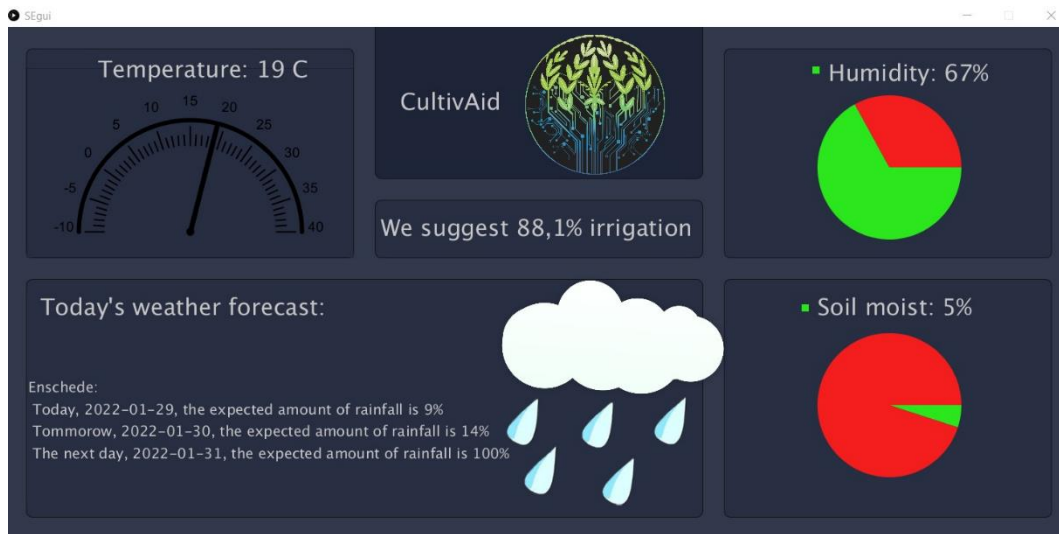 SEgui
Temperature: 19 C
-10
-5
0
5
10
15
20
25
30
35
40
CultivAid
We suggest 88,1% irrigation
Humidity: 67%
Today's weather forecast:
Enschede:
Today, 2022-01-29, the expected amount of rainfall is 9%
Tommorow, 2022-01-30, the expected amount of rainfall is 14%
The next day, 2022-01-31, the expected amount of rainfall is 100%
Soil moist: 5%